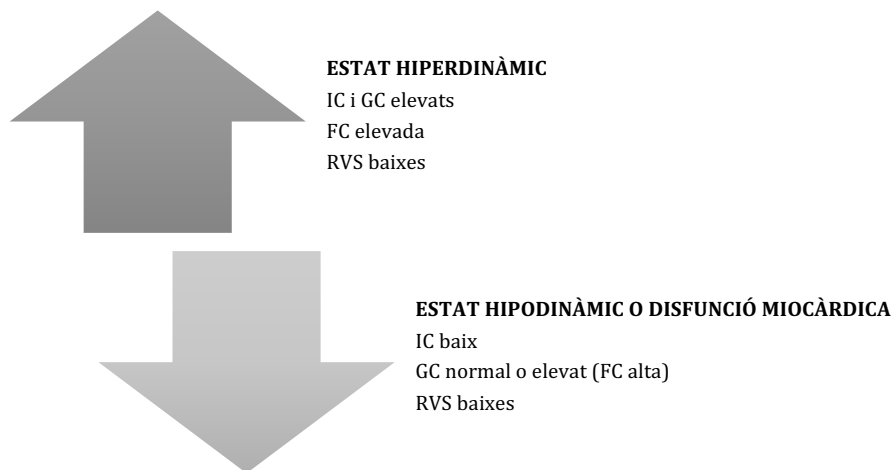 ESTAT HIPERDINÀMIC
IC i GC elevats
FC elevada
RVS baixes
ESTAT HIPODINÀMIC O DISFUNCIÓ MIOCÀRDICA
IC baix
GC normal o elevat (FC alta)
RVS baixes